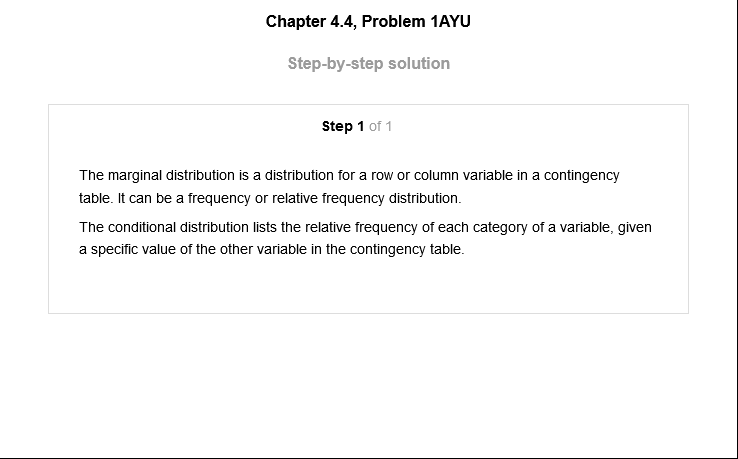 Chapter 4.4, Problem 1AYU
Step-by-step solution
Step 1 of 1
The marginal distribution is a distribution for a row or column variable in a contingency
table. It can be a frequency or relative frequency distribution.
The conditional distribution lists the relative frequency of each category of a variable, given
a specific value of the other variable in the contingency table.